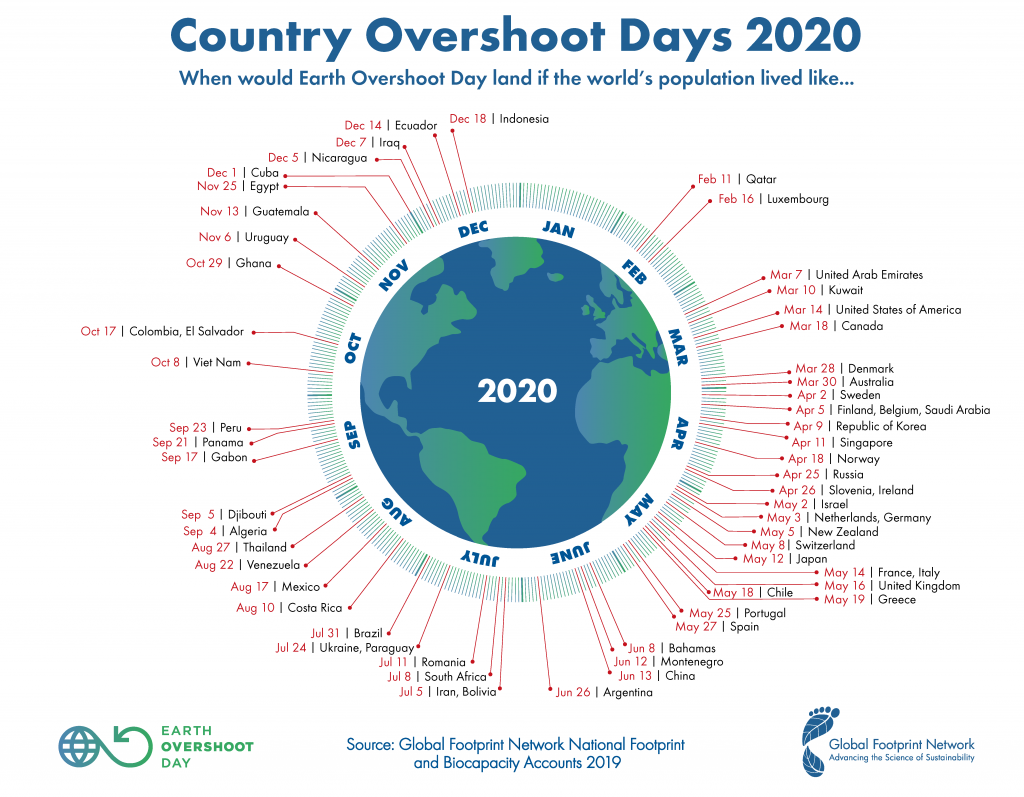 Country Overshoot Days 2020
When would Earth Overshoot Day land if the world's population lived like...
Dec 18 | Indonesia
Dec 14 | Ecuador
Dec 7 | Iraq
Dec 5 | Nicaragua
Dec 1 | Cuba
Nov 25 | Egypt
Nov 13 | Guatemala
Nov 6 | Uruguay
Oct 29 | Ghana
Oct 17 | Colombia, El Salvador
Oct 8 | Viet Nam
Sep 23 | Peru
Sep 21 | Panama
Sep 17 | Gabon
Sep 5 | Djibouti
Sep 4 | Algeria
Aug 27 | Thailand
Aug 22 | Venezuela
Aug 17 | Mexico
Aug 10 | Costa Rica
Jul 31 | Brazil
Jul 24 | Ukraine, Paraguay
Jul 11 | Romania
Jul 8 | South Africa
Jul 5 | Iran, Bolivia
Feb 11 | Qatar
Feb 16 | Luxembourg
Mar 7 | United Arab Emirates
Mar 10 | Kuwait
Mar 14 | United States of America
Mar 18 | Canada
Mar 28 | Denmark
Mar 30 | Australia
Apr 2 | Sweden
Apr 5 | Finland, Belgium, Saudi Arabia
Apr 9 | Republic of Korea
Apr 11 | Singapore
Apr 18 | Norway
Apr 25 | Russia
Apr 26 | Slovenia, Ireland
May 2 | Israel
May 3 | Netherlands, Germany
May 5 | New Zealand
May 8 | Switzerland
May 12 | Japan
May 14 | France, Italy
May 16 | United Kingdom
May 18 | Chile
May 19 | Greece
May 25 | Portugal
May 27 | Spain
Jun 8 | Bahamas
Jun 12 | Montenegro
Jun 13 | China
Jun 26 | Argentina
JAN
FEB
MAR
APR
MAY
JUNE
JULY
AUG
SEP
OCT
NOV
DEC
2020
EARTH
OVERSHOOT
DAY
Source: Global Footprint Network National Footprint
and Biocapacity Accounts 2019
Global Footprint Network
Advancing the Science of Sustainability